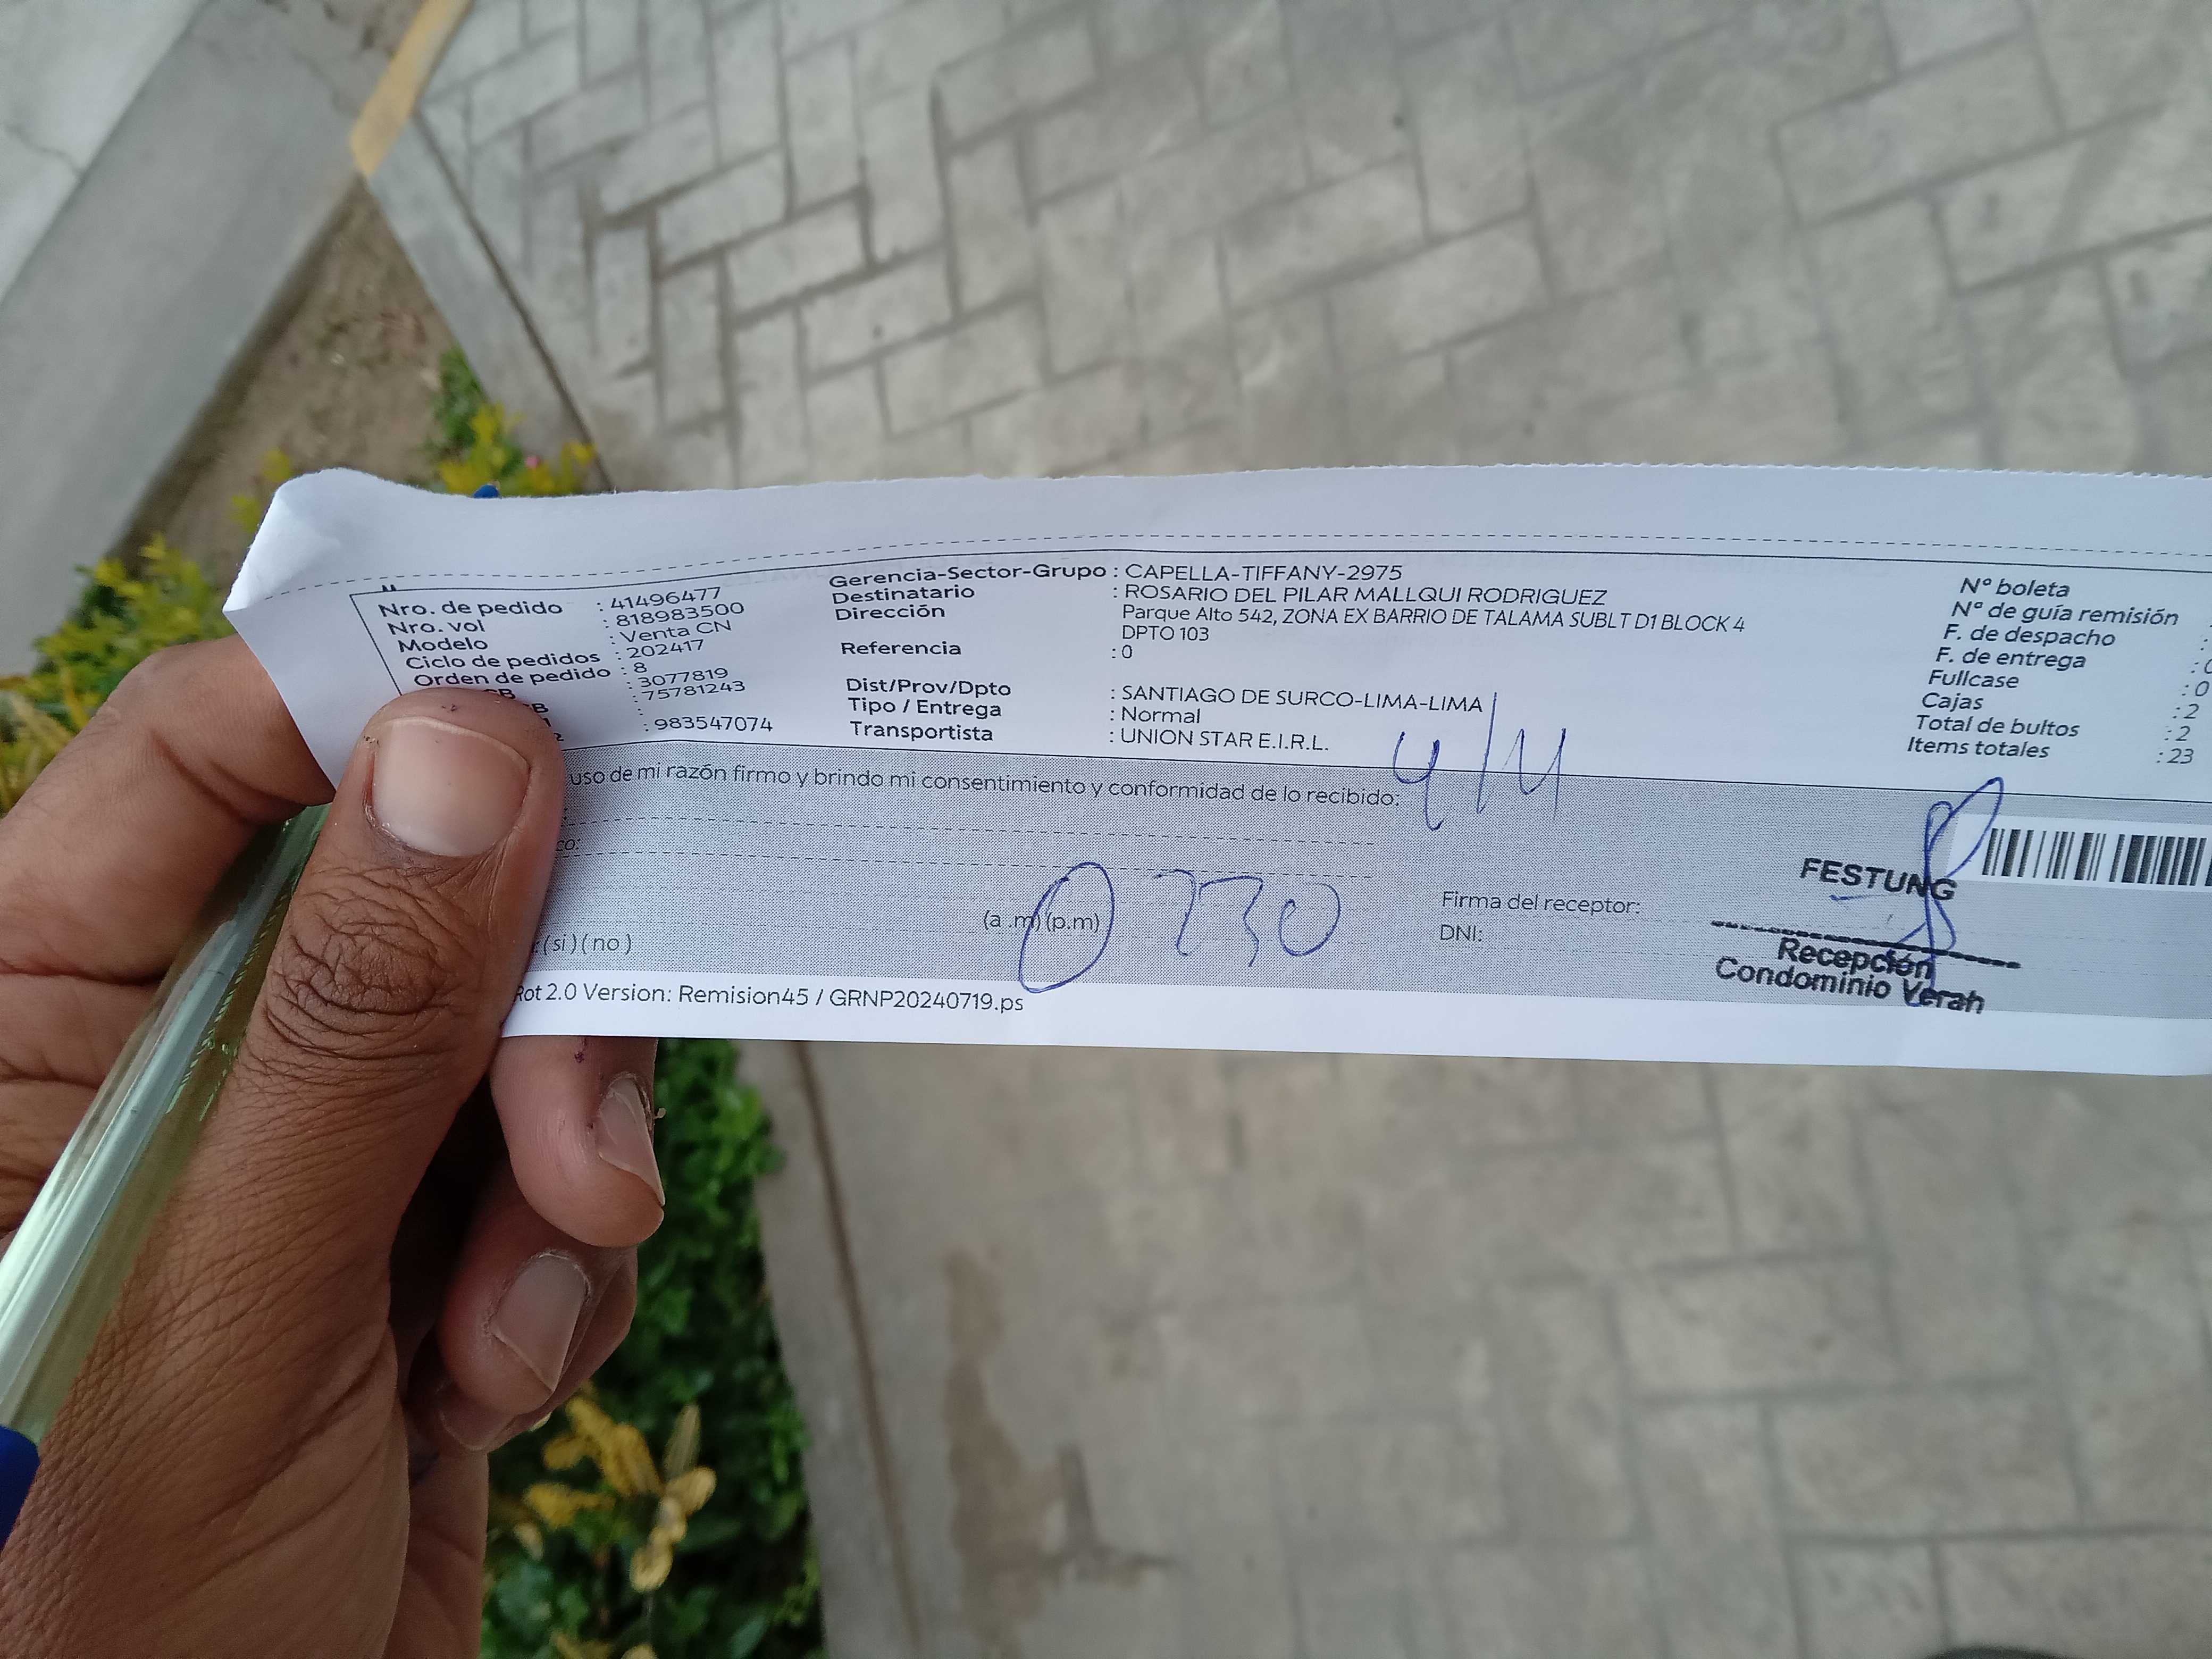 Nro. de pedido : 41496477
Nro. vol : 818983500
Modelo : Venta CN
Ciclo de pedidos : 202417
Orden de pedido : 8
CB : 3077819
B : 75781243
:
: 983547074
Gerencia-Sector-Grupo : CAPELLA-TIFFANY-2975
Destinatario : ROSARIO DEL PILAR MALLQUI RODRIGUEZ
Dirección Parque Alto 542, ZONA EX BARRIO DE TALAMA SUBLT D1 BLOCK 4
DPTO 103
Referencia : 0
Dist/Prov/Dpto : SANTIAGO DE SURCO-LIMA-LIMA
Tipo / Entrega : Normal
Transportista : UNION STAR E.I.R.L.
N° boleta
N° de guía remisión :
F. de despacho :
F. de entrega : 0
Fullcase : 0
Cajas : 2
Total de bultos : 2
Items totales : 23
4/4
uso de mi razón firmo y brindo mi consentimiento y conformidad de lo recibido:
co:
(a .m) (p.m) 0730
: (si) (no)
Firma del receptor:
DNI:
FESTUNG
Recepción
Condominio Verah
Rot 2.0 Version: Remision45 / GRNP20240719.ps